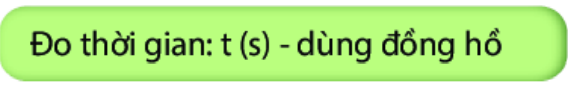 Đo thời gian: t (s) - dùng đồng hồ